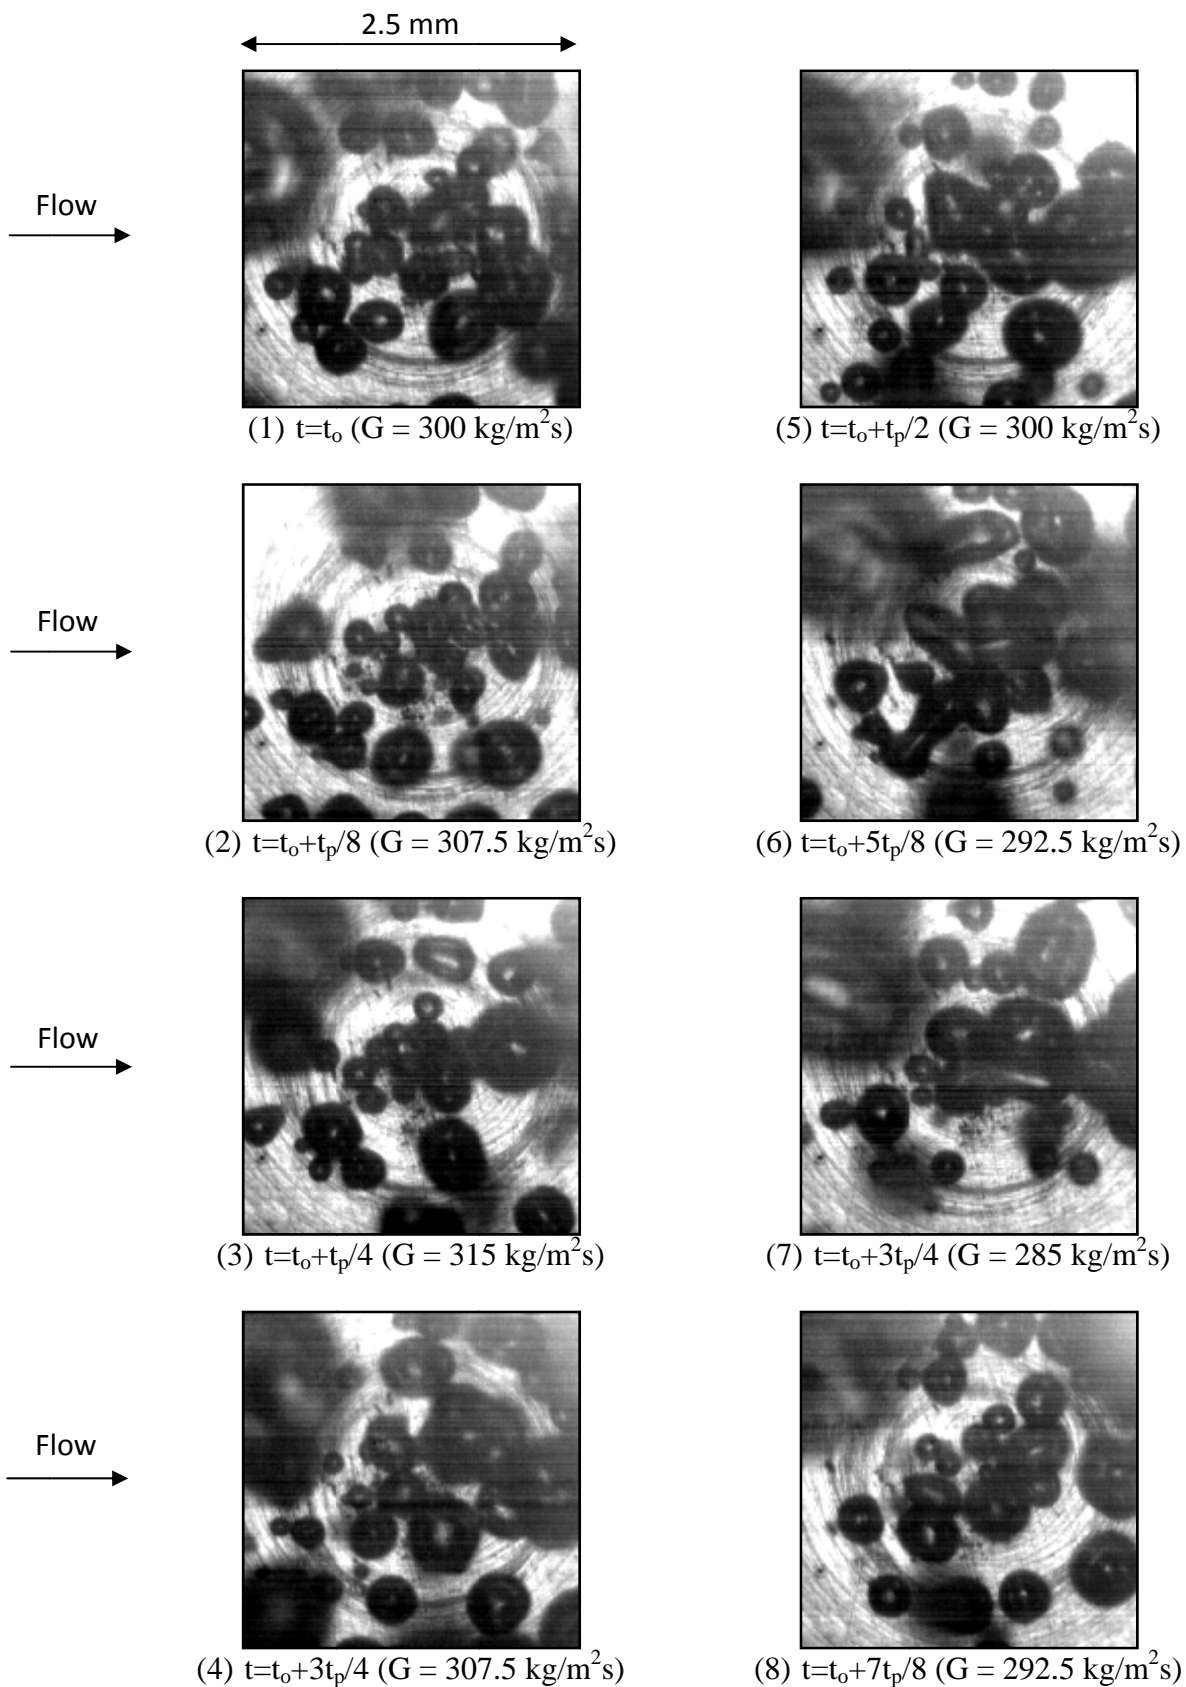 2.5 mm
Flow
(1) t=tₒ (G = 300 kg/m²s)
(5) t=tₒ+tₚ/2 (G = 300 kg/m²s)
Flow
(2) t=tₒ+tₚ/8 (G = 307.5 kg/m²s)
(6) t=tₒ+5tₚ/8 (G = 292.5 kg/m²s)
Flow
(3) t=tₒ+tₚ/4 (G = 315 kg/m²s)
(7) t=tₒ+3tₚ/4 (G = 285 kg/m²s)
Flow
(4) t=tₒ+3tₚ/4 (G = 307.5 kg/m²s)
(8) t=tₒ+7tₚ/8 (G = 292.5 kg/m²s)